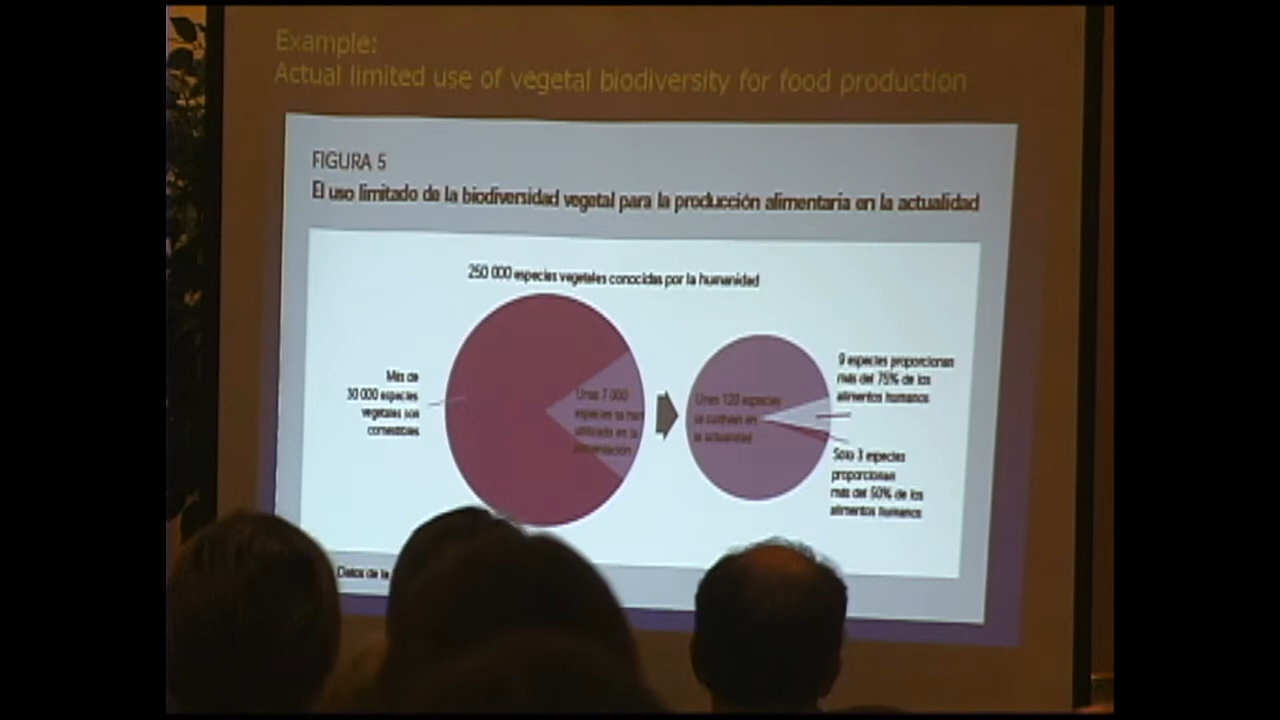 Example:
Actual limited use of vegetal biodiversity for food production
FIGURA 5
El uso limitado de la biodiversidad vegetal para la producción alimentaria en la actualidad
250 000 especies vegetales conocidas por la humanidad
Más de
30 000 especies
vegetales son
comestibles
Unas 7 000
especies se han
utilizado en la
alimentación
Unas 120 especies
se cultivan en
la actualidad
9 especies proporcionan
más del 75% de los
alimentos humanos
Sólo 3 especies
proporcionan
más del 50% de los
alimentos humanos
Datos de la